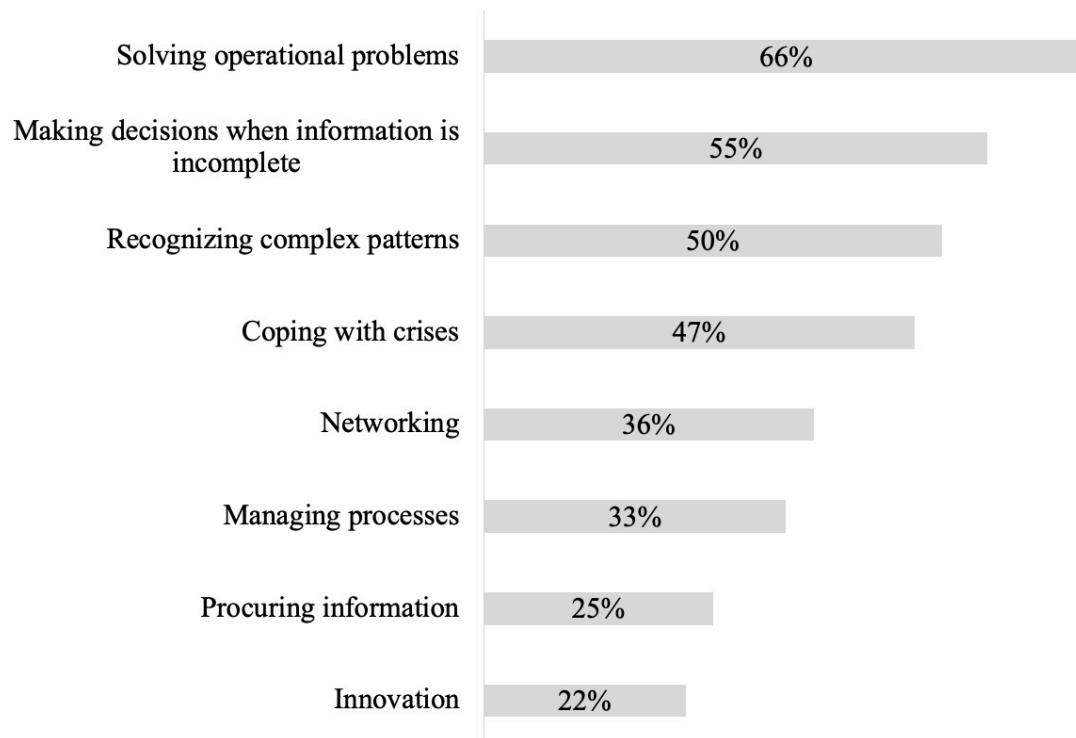 Solving operational problems
66%
Making decisions when information is
incomplete
55%
Recognizing complex patterns
50%
Coping with crises
47%
Networking
36%
Managing processes
33%
Procuring information
25%
Innovation
22%